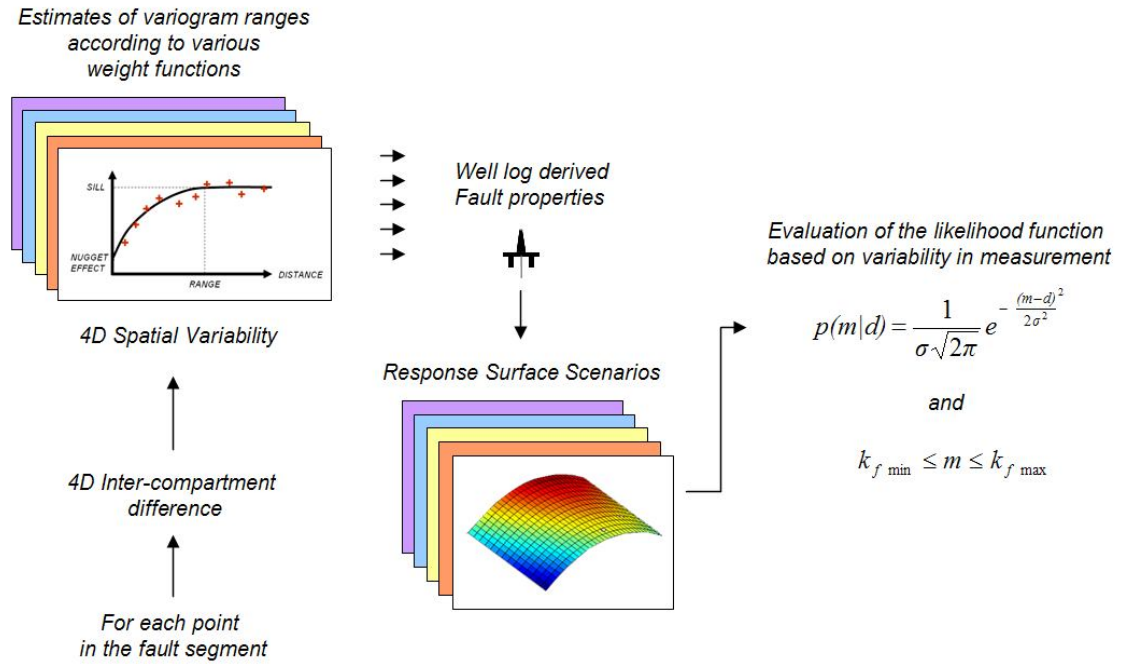 Estimates of variogram ranges
according to various
weight functions
SILL
NUGGET
EFFECT
DISTANCE
RANGE
4D Spatial Variability
4D Inter-compartment
difference
For each point
in the fault segment
Well log derived
Fault properties
Response Surface Scenarios
Evaluation of the likelihood function
based on variability in measurement
p(m|d) = 1/(σ√2π) e^(-(m-d)²/2σ²)
and
k_f min ≤ m ≤ k_f max